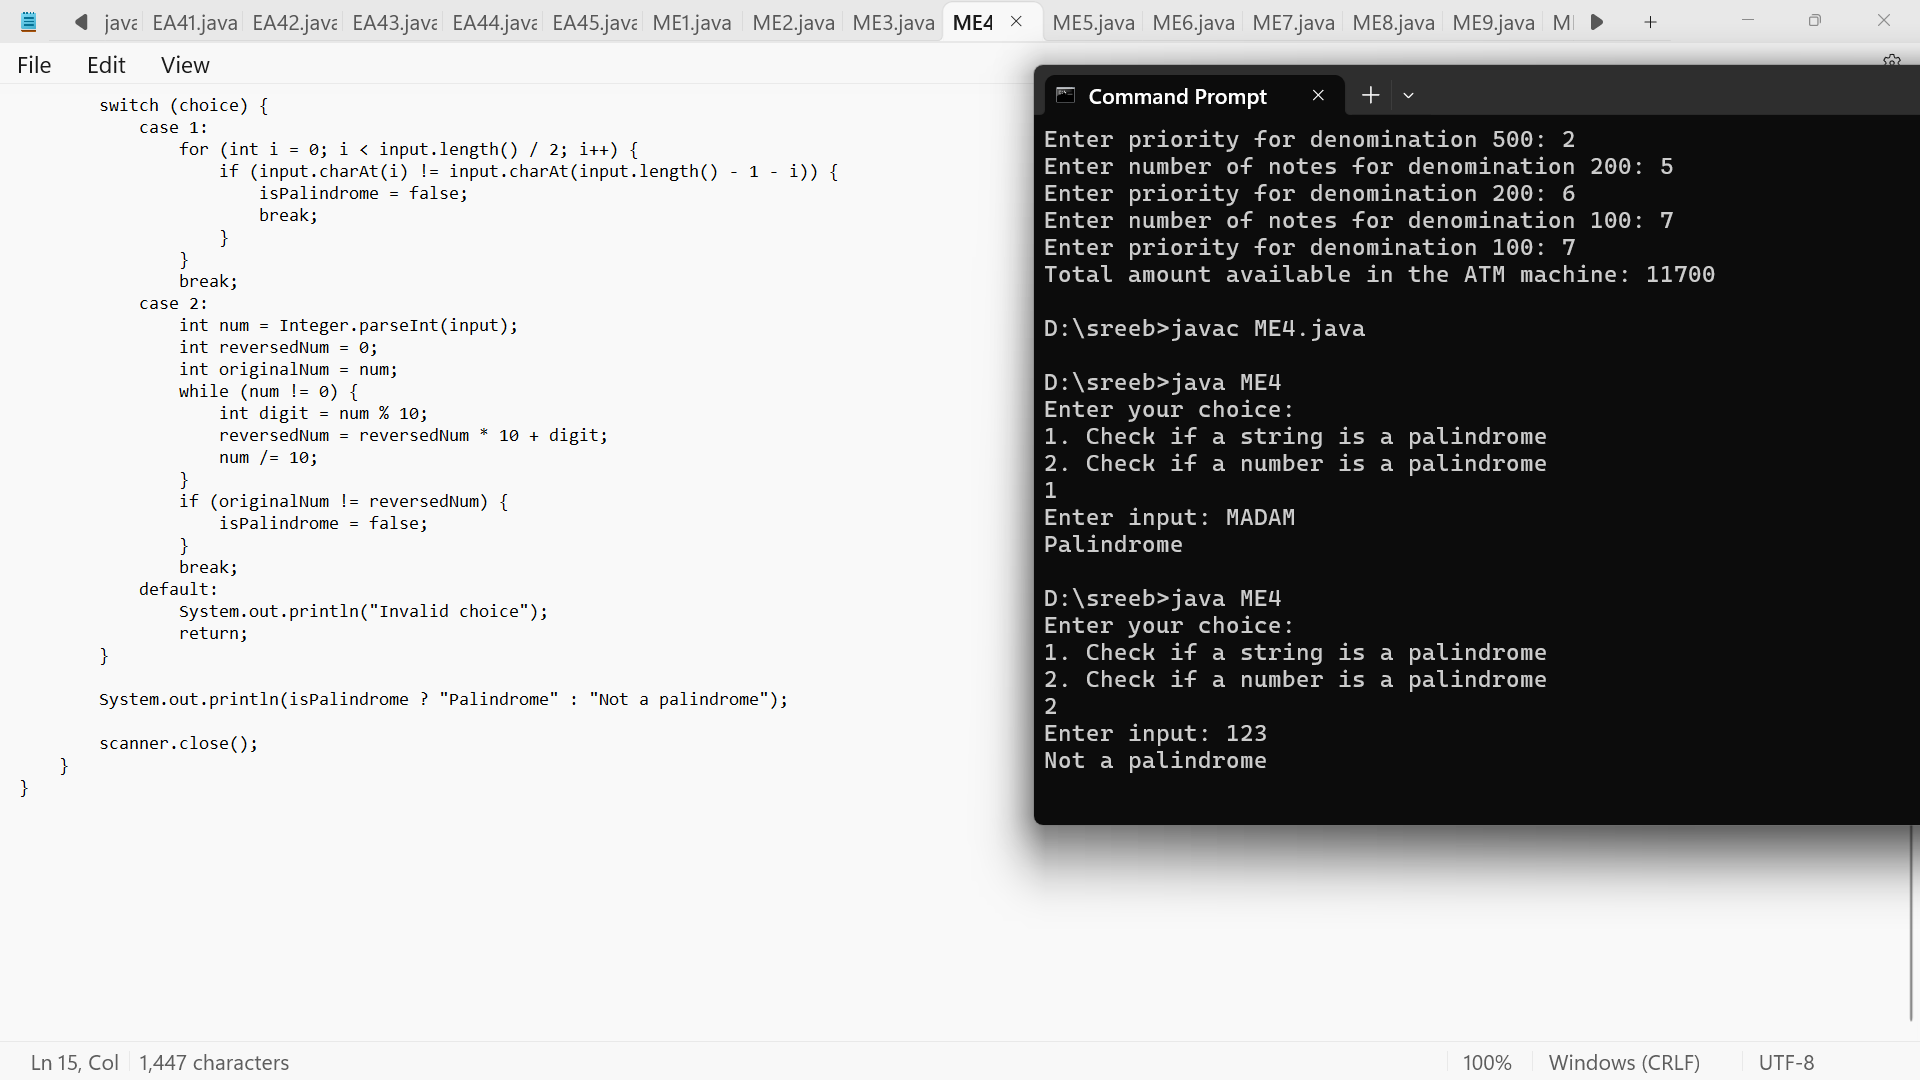 java EA41.java EA42.java EA43.java EA44.java EA45.java ME1.java ME2.java ME3.java ME4 ME5.java ME6.java ME7.java ME8.java ME9.java M
File Edit View
switch (choice) {
case 1:
for (int i = 0; i < input.length() / 2; i++) {
if (input.charAt(i) != input.charAt(input.length() - 1 - i)) {
isPalindrome = false;
break;
}
}
break;
case 2:
int num = Integer.parseInt(input);
int reversedNum = 0;
int originalNum = num;
while (num != 0) {
int digit = num % 10;
reversedNum = reversedNum * 10 + digit;
num /= 10;
}
if (originalNum != reversedNum) {
isPalindrome = false;
}
break;
default:
System.out.println("Invalid choice");
return;
}
System.out.println(isPalindrome ? "Palindrome" : "Not a palindrome");
scanner.close();
}
}
Command Prompt
Enter priority for denomination 500: 2
Enter number of notes for denomination 200: 5
Enter priority for denomination 200: 6
Enter number of notes for denomination 100: 7
Enter priority for denomination 100: 7
Total amount available in the ATM machine: 11700
D:\sreeb>javac ME4.java
D:\sreeb>java ME4
Enter your choice:
1. Check if a string is a palindrome
2. Check if a number is a palindrome
1
Enter input: MADAM
Palindrome
D:\sreeb>java ME4
Enter your choice:
1. Check if a string is a palindrome
2. Check if a number is a palindrome
2
Enter input: 123
Not a palindrome
Ln 15, Col 1,447 characters 100% Windows (CRLF) UTF-8